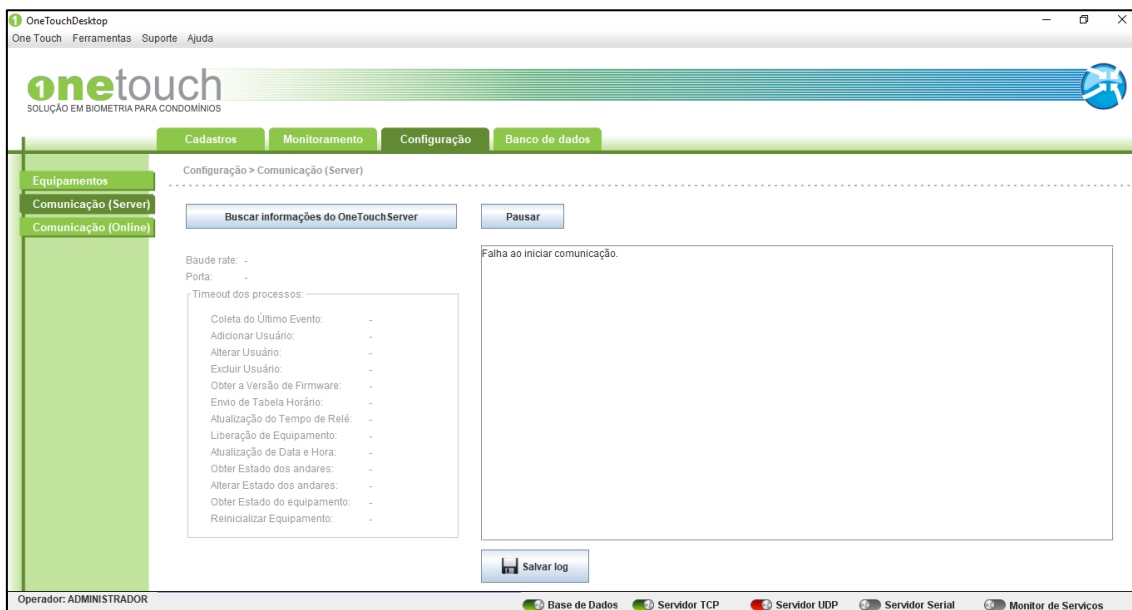 OneTouchDesktop
One Touch Ferramentas Suporte Ajuda
1 onetouch
SOLUÇÃO EM BIOMETRIA PARA CONDOMÍNIOS
Cadastros Monitoramento Configuração Banco de dados
Configuração > Comunicação (Server)
Equipamentos
Comunicação (Server)
Comunicação (Online)
Buscar informações do OneTouchServer Pausar
Falha ao iniciar comunicação.
Baude rate: -
Porta: -
Timeout dos processos:
Coleta do Último Evento: -
Adicionar Usuário: -
Alterar Usuário: -
Excluir Usuário: -
Obter a Versão de Firmware: -
Envio de Tabela Horário: -
Atualização do Tempo de Relé: -
Liberação de Equipamento: -
Atualização de Data e Hora: -
Obter Estado dos andares: -
Alterar Estado dos andares: -
Obter Estado do equipamento: -
Reinicializar Equipamento: -
Salvar log
Operador: ADMINISTRADOR Base de Dados Servidor TCP Servidor UDP Servidor Serial Monitor de Serviços